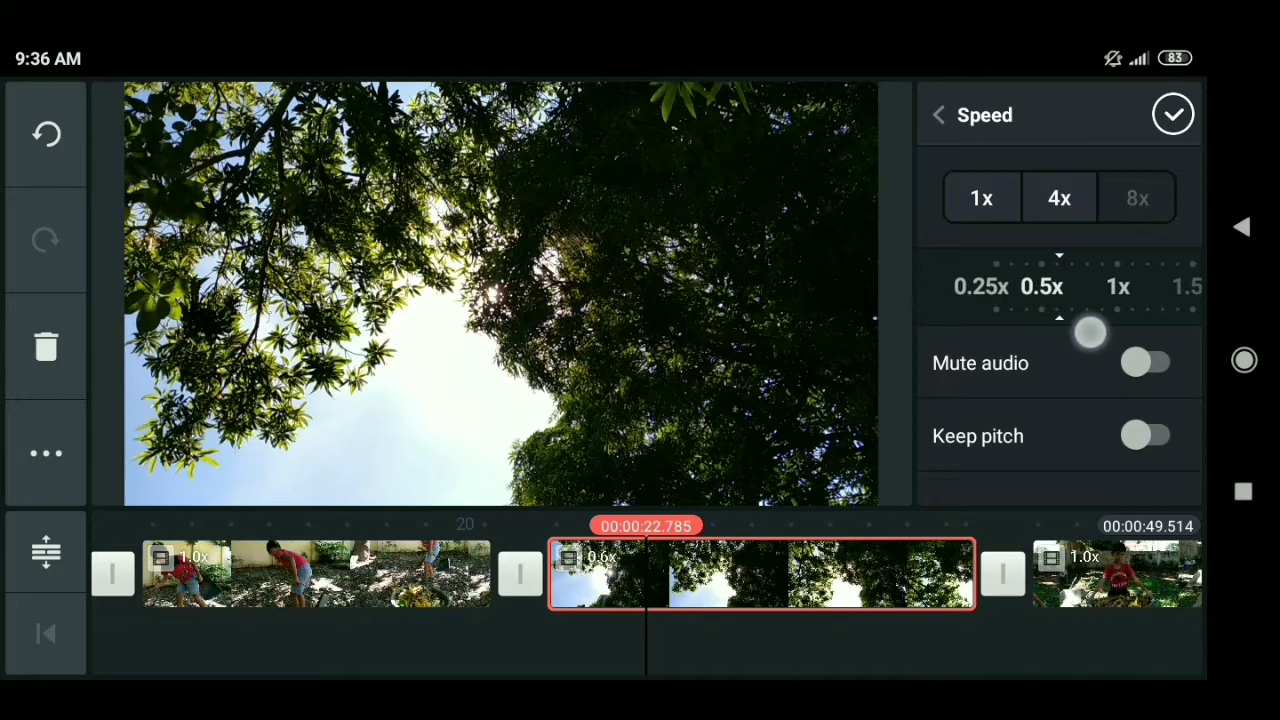 9:36 AM
83
Speed
1x 4x 8x
0.25x 0.5x 1x 1.5
Mute audio
Keep pitch
20
00:00:22.785
00:00:49.514
1.0x
0.6x
1.0x